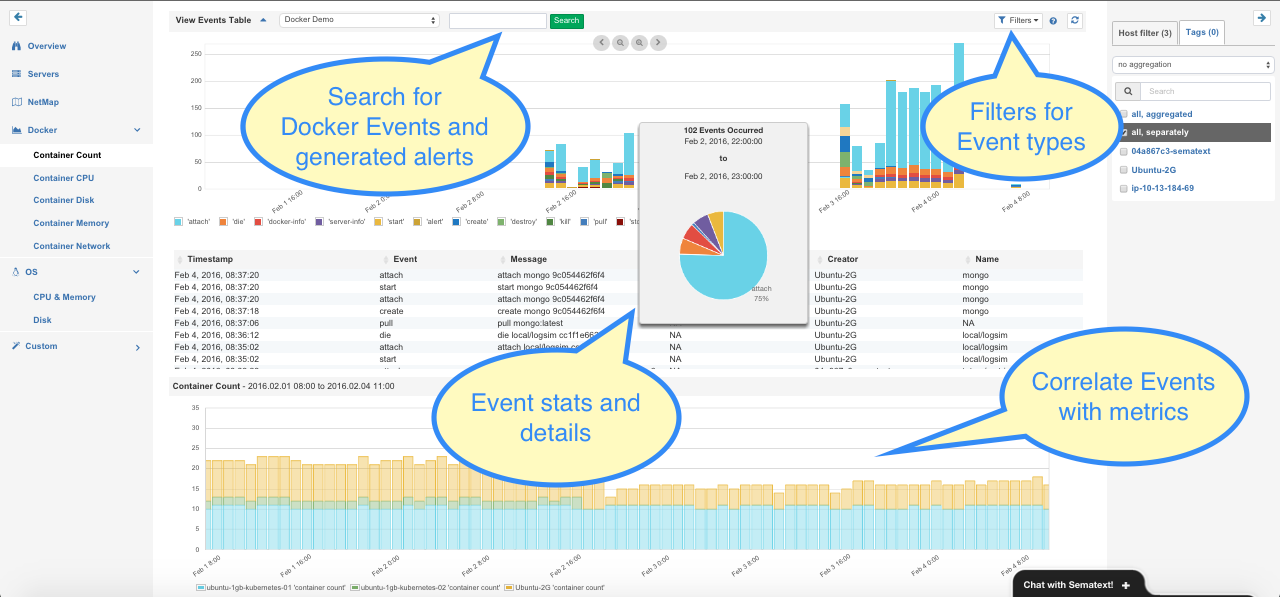 View Events Table
Docker Demo
Search
Filters
Overview
Servers
NetMap
Docker
Container Count
Container CPU
Container Disk
Container Memory
Container Network
OS
CPU & Memory
Disk
Custom
250
200
150
100
50
0
Feb 1 16:00
Feb 2 8:00
Feb 2 16:00
Feb 3 16:00
Feb 4 0:00
Feb 4 8:00
'attach' 'die' 'docker-info' 'server-info' 'start' 'alert' 'create' 'destroy' 'kill' 'pull'
Search for
Docker Events and
generated alerts
Filters for
Event types
102 Events Occurred
Feb 2, 2016, 22:00:00
to
Feb 2, 2016, 23:00:00
attach
75%
Timestamp Event Message Creator Name
Feb 4, 2016, 08:37:20 attach attach mongo 9c054462f6f4 Ubuntu-2G mongo
Feb 4, 2016, 08:37:20 start start mongo 9c054462f6f4 Ubuntu-2G mongo
Feb 4, 2016, 08:37:20 attach attach mongo 9c054462f6f4 Ubuntu-2G mongo
Feb 4, 2016, 08:37:18 create create mongo 9c054462f6f4 Ubuntu-2G mongo
Feb 4, 2016, 08:37:06 pull pull mongo:latest Ubuntu-2G NA
Feb 4, 2016, 08:36:12 die die local/logsim NA Ubuntu-2G local/logsim
Feb 4, 2016, 08:35:02 attach attach local/logsim NA Ubuntu-2G local/logsim
Feb 4, 2016, 08:35:02 start NA Ubuntu-2G local/logsim
Event stats and
details
Correlate Events
with metrics
Container Count - 2016.02.01 08:00 to 2016.02.04 11:00
35
30
25
20
15
10
5
0
Feb 1 8:00
Feb 1 16:00
Feb 2 0:00
Feb 2 8:00
Feb 2 16:00
Feb 3 0:00
Feb 3 8:00
Feb 3 16:00
Feb 4 0:00
Feb 4 8:00
ubuntu-1gb-kubernetes-01 'container count' ubuntu-1gb-kubernetes-02 'container count' Ubuntu-2G 'container count'
Host filter (3) Tags (0)
no aggregation
Search
all, aggregated
all, separately
04a867c3-sematext
Ubuntu-2G
ip-10-13-184-69
Chat with Sematext!